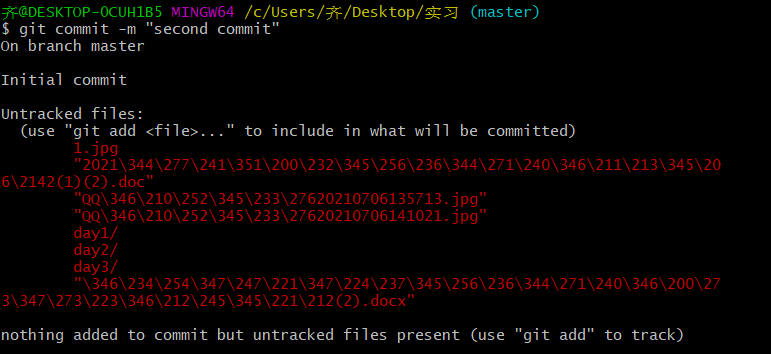 齐@DESKTOP-OCUH1B5 MINGW64 /c/Users/齐/Desktop/实习 (master)
$ git commit -m "second commit"
On branch master
Initial commit
Untracked files:
  (use "git add <file>..." to include in what will be committed)
        1.jpg
        "2021\344\277\241\351\200\232\345\256\236\344\271\240\346\211\213\345\20
6\2142(1)(2).doc"
        "QQ\346\210\252\345\233\27620210706135713.jpg"
        "QQ\346\210\252\345\233\27620210706141021.jpg"
        day1/
        day2/
        day3/
        "\346\234\254\347\247\221\347\224\237\345\256\236\344\271\240\346\200\27
3\347\273\223\346\212\245\345\221\212(2).docx"
nothing added to commit but untracked files present (use "git add" to track)